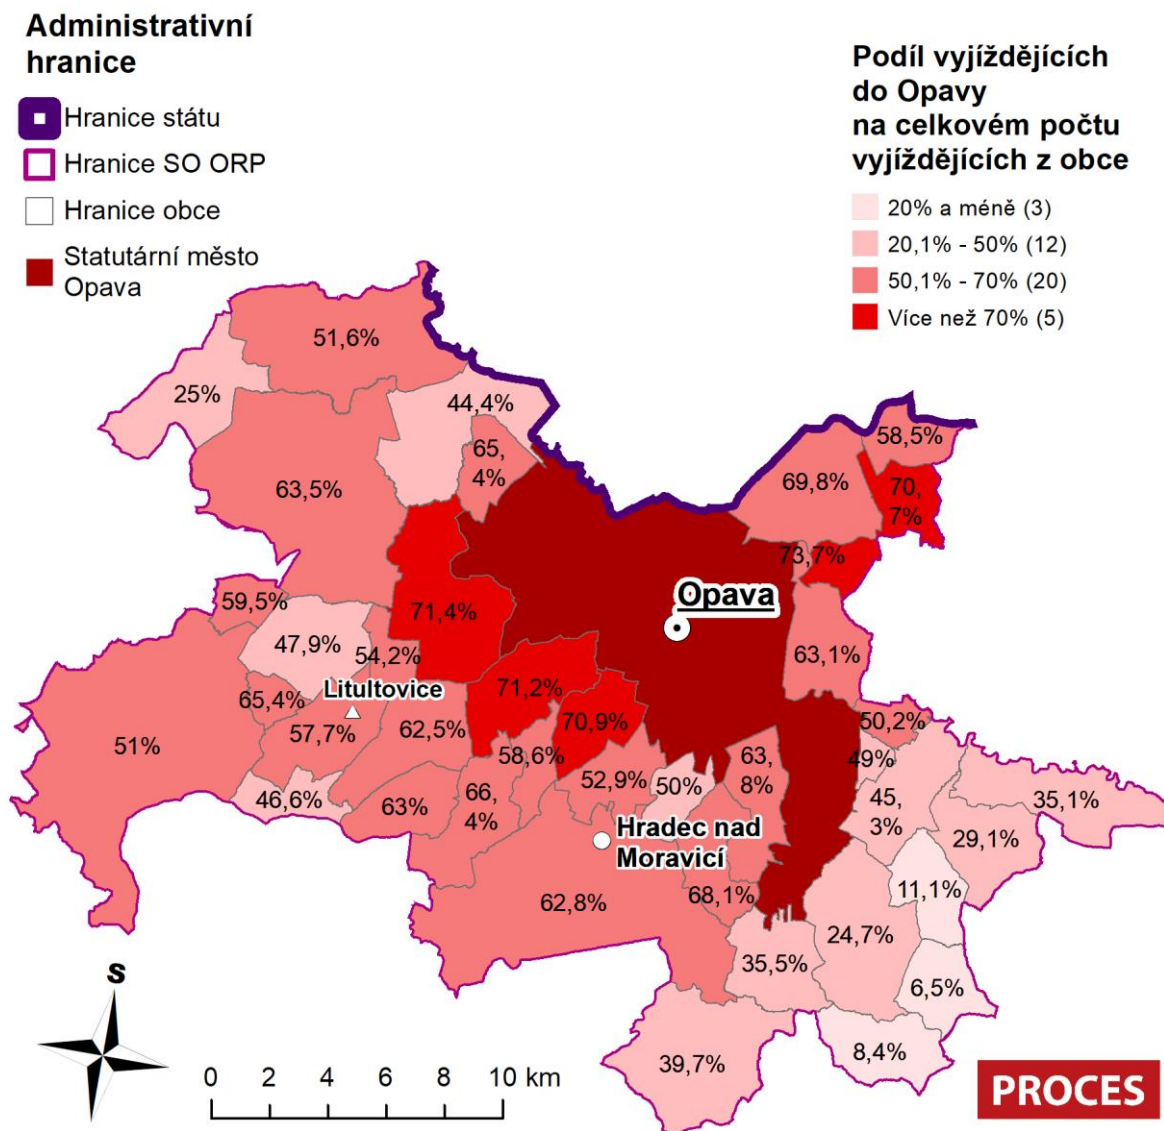 Administrativní
hranice
Hranice státu
Hranice SO ORP
Hranice obce
Statutární město
Opava
Podíl vyjíždějících
do Opavy
na celkovém počtu
vyjíždějících z obce
20% a méně (3)
20,1% - 50% (12)
50,1% - 70% (20)
Více než 70% (5)
51,6%
25%
44,4%
65,
4%
63,5%
58,5%
69,8%
70,
7%
73,7%
59,5%
71,4%
Opava
47,9%
54,2%
63,1%
65,4%
Litultovice
71,2%
57,7%
62,5%
70,9%
50,2%
51%
58,6%
63,
8%
49%
46,6%
63%
66,
4%
52,9%
50%
45,
3%
35,1%
29,1%
Hradec nad
Moravicí
11,1%
62,8%
68,1%
24,7%
35,5%
6,5%
39,7%
8,4%
S
0 2 4 6 8 10 km
PROCES